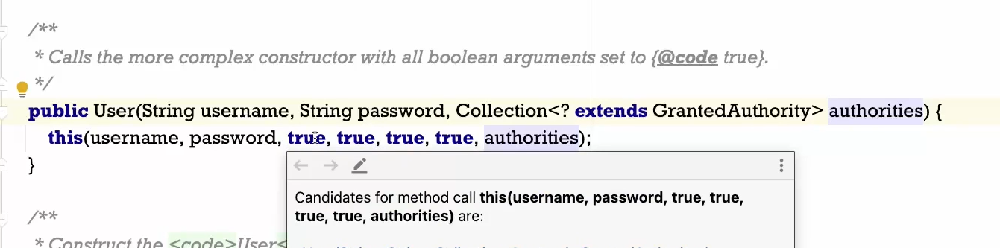 /**
* Calls the more complex constructor with all boolean arguments set to {@code true}.
*/
public User(String username, String password, Collection<? extends GrantedAuthority> authorities) {
this(username, password, true, true, true, true, authorities);
}
Candidates for method call this(username, password, true, true,
true, true, authorities) are:
/**
* Construct the <code>User<